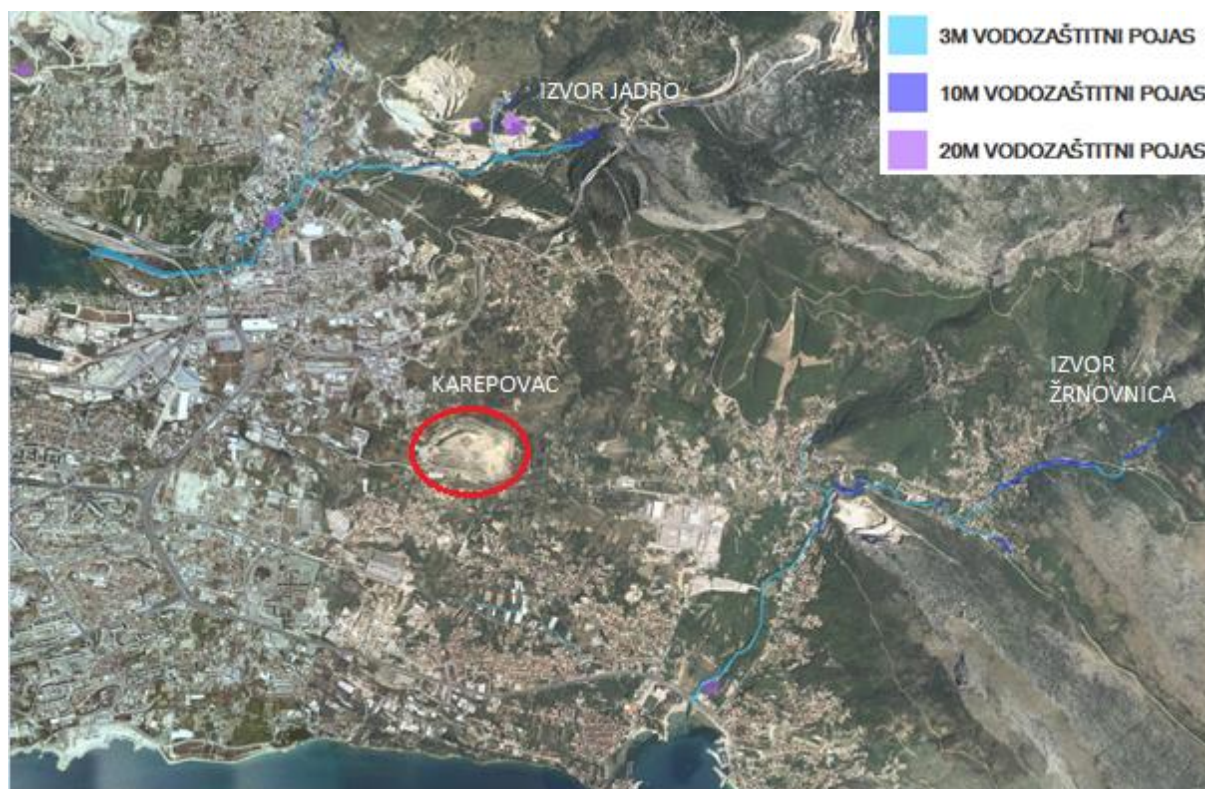 3M VODOZAŠTITNI POJAS
10M VODOZAŠTITNI POJAS
20M VODOZAŠTITNI POJAS
IZVOR JADRO
KAREPOVAC
IZVOR
ŽRNOVNICA